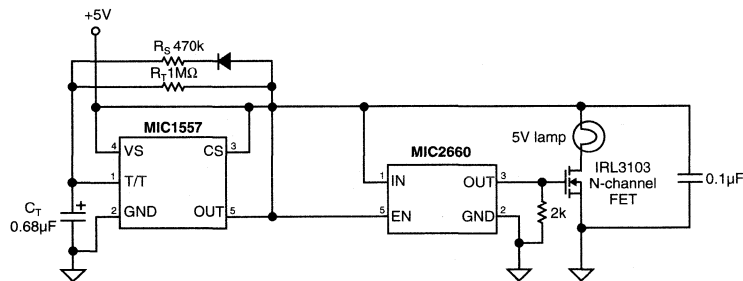 +5V
RS 470k
RT 1MΩ
MIC1557
4 VS CS 3
1 T/T
2 GND OUT 5
CT +
0.68µF
MIC2660
1 IN OUT 3
5 EN GND 2
2k
5V lamp
IRL3103
N-channel
FET
0.1µF